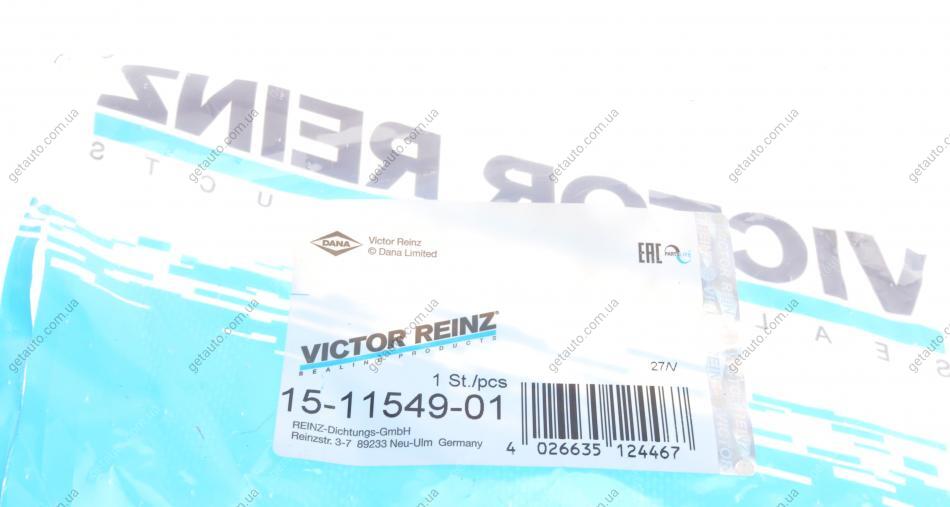 VICTOR REINZ
DANA
Victor Reinz
© Dana Limited
EAC
VICTOR REINZ®
SEALING PRODUCTS
27/V
1 St./pcs
15-11549-01
REINZ-Dichtungs-GmbH
Reinzstr. 3-7 89233 Neu-Ulm Germany
4 026635 124467
getauto.com.ua